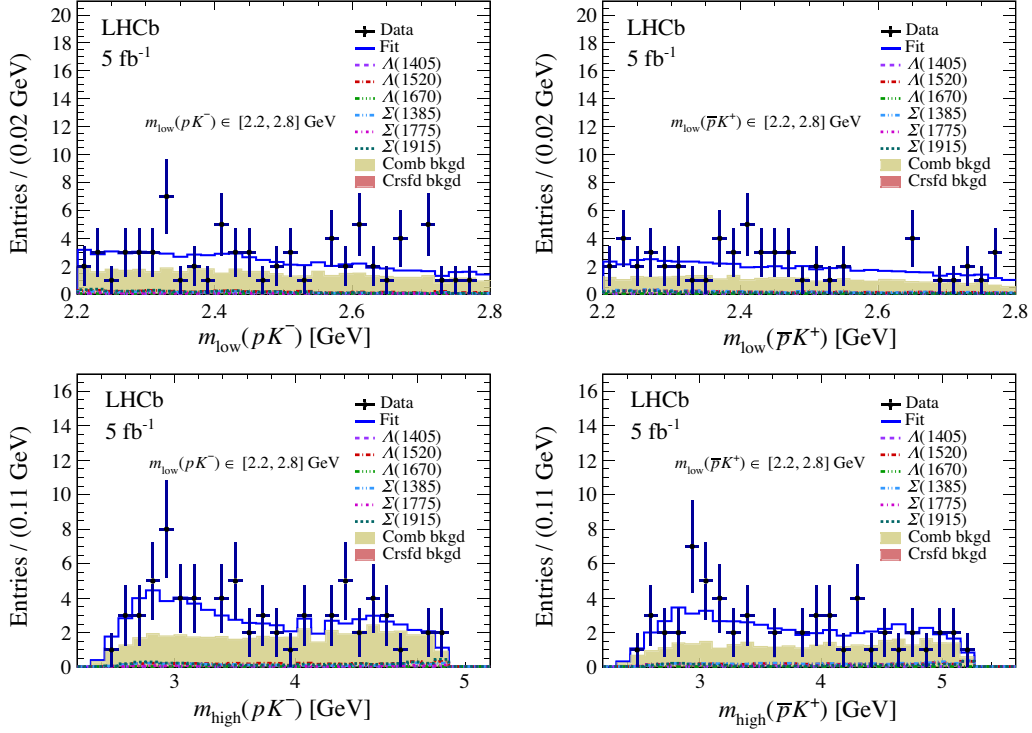 LHCb
5 fb⁻¹
Data
Fit
Λ(1405)
Λ(1520)
Λ(1670)
Σ(1385)
Σ(1775)
Σ(1915)
Comb bkgd
Crsfd bkgd
m_low(pK⁻) ∈ [2.2, 2.8] GeV
Entries / (0.02 GeV)
20
18
16
14
12
10
8
6
4
2
0
2.2 2.4 2.6 2.8
m_low(pK⁻) [GeV]
LHCb
5 fb⁻¹
Data
Fit
Λ(1405)
Λ(1520)
Λ(1670)
Σ(1385)
Σ(1775)
Σ(1915)
Comb bkgd
Crsfd bkgd
m_low(p̅K⁺) ∈ [2.2, 2.8] GeV
Entries / (0.02 GeV)
20
18
16
14
12
10
8
6
4
2
0
2.2 2.4 2.6 2.8
m_low(p̅K⁺) [GeV]
LHCb
5 fb⁻¹
Data
Fit
Λ(1405)
Λ(1520)
Λ(1670)
Σ(1385)
Σ(1775)
Σ(1915)
Comb bkgd
Crsfd bkgd
m_low(pK⁻) ∈ [2.2, 2.8] GeV
Entries / (0.11 GeV)
16
14
12
10
8
6
4
2
0
3 4 5
m_high(pK⁻) [GeV]
LHCb
5 fb⁻¹
Data
Fit
Λ(1405)
Λ(1520)
Λ(1670)
Σ(1385)
Σ(1775)
Σ(1915)
Comb bkgd
Crsfd bkgd
m_low(p̅K⁺) ∈ [2.2, 2.8] GeV
Entries / (0.11 GeV)
16
14
12
10
8
6
4
2
0
3 4 5
m_high(p̅K⁺) [GeV]